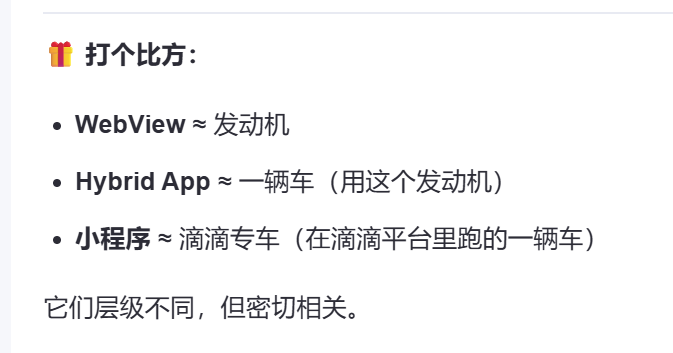 🎁 打个比方：
• WebView ≈ 发动机
• Hybrid App ≈ 一辆车（用这个发动机）
• 小程序 ≈ 滴滴专车（在滴滴平台里跑的一辆车）
它们层级不同，但密切相关。